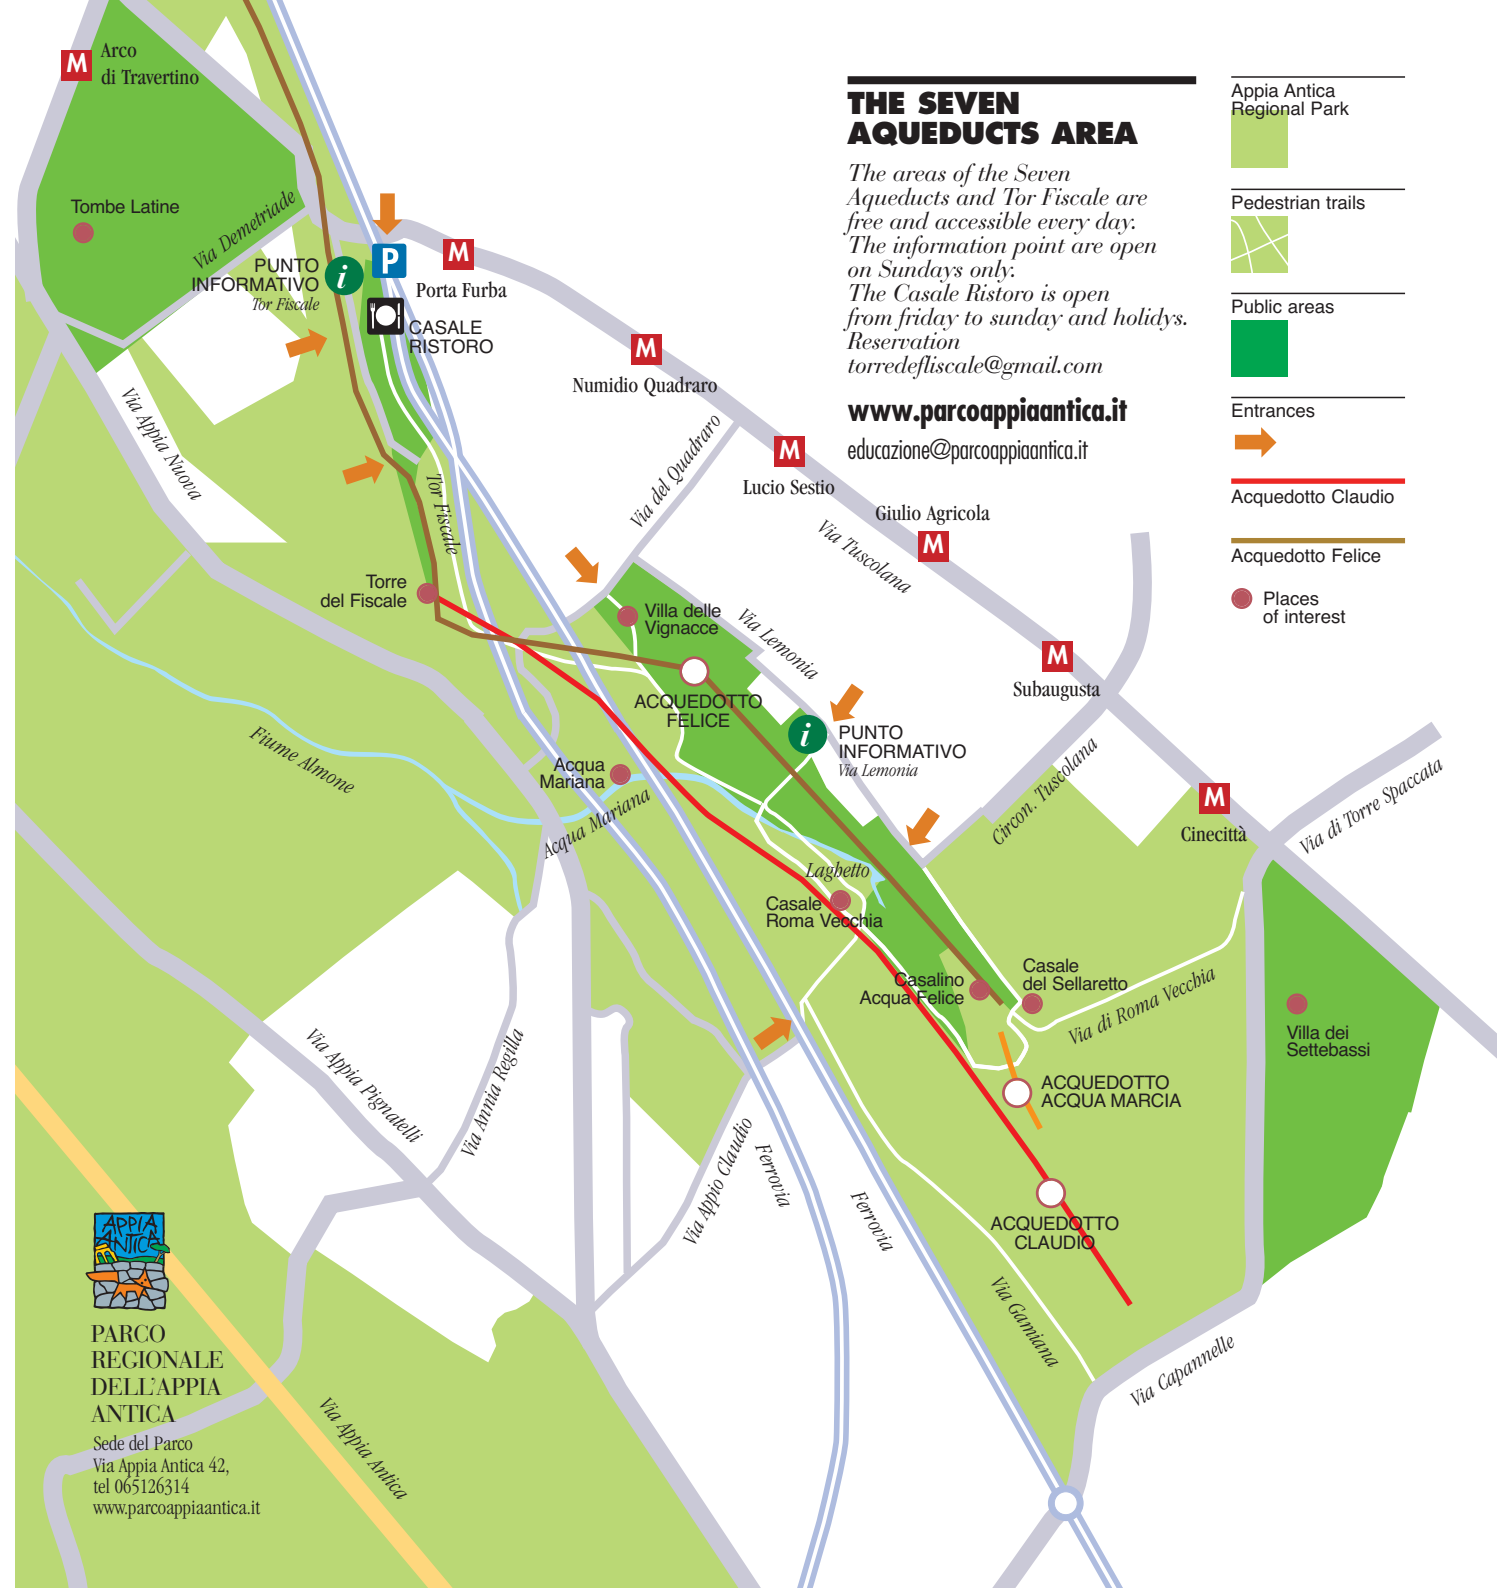 M
Arco
di Travertino
Tombe Latine
Via Demetriade
PUNTO
INFORMATIVO
Tor Fiscale
i
P
M
Porta Furba
CASALE
RISTORO
M
Numidio Quadraro
Via Appia Nuova
Tor Fiscale
Via del Quadraro
M
Lucio Sestio
Giulio Agricola
M
Via Tuscolana
THE SEVEN
AQUEDUCTS AREA
The areas of the Seven
Aqueducts and Tor Fiscale are
free and accessible every day.
The information point are open
on Sundays only.
The Casale Ristoro is open
from friday to sunday and holidys.
Reservation
torredefliscale@gmail.com
www.parcoappiaantica.it
educazione@parcoappiaantica.it
Appia Antica
Regional Park
Pedestrian trails
Public areas
Entrances
Acquedotto Claudio
Acquedotto Felice
Places
of interest
Torre
del Fiscale
Villa delle
Vignacce
Via Lemonia
M
Subaugusta
ACQUEDOTTO
FELICE
i
PUNTO
INFORMATIVO
Via Lemonia
Fiume Almone
Acqua
Mariana
Acqua Mariana
Circon. Tuscolana
M
Cinecittà
Via di Torre Spaccata
Laghetto
Casale
Roma Vecchia
Casalino
Acqua Felice
Casale
del Sellaretto
Via di Roma Vecchia
Villa dei
Settebassi
ACQUEDOTTO
ACQUA MARCIA
Via Appia Pignatelli
Via Annia Regilla
Via Appio Claudio
Ferrovia
Ferrovia
ACQUEDOTTO
CLAUDIO
Via Gamiana
Via Capannelle
APPIA
ANTICA
PARCO
REGIONALE
DELL'APPIA
ANTICA
Sede del Parco
Via Appia Antica 42,
tel 065126314
www.parcoappiaantica.it
Via Appia Antica